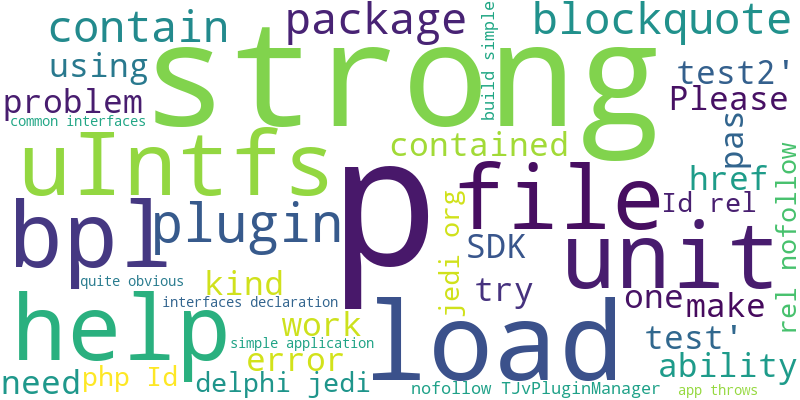 contain
package
build simple
blockquote
using
strong
test2'
problem
Please
common interfaces
pas
uIntfs
contained
rel nofollow
p
file
href
Id rel
bpl
plugin
jedi org
unit
SDK
quite obvious
kind
try
one
make
help
interfaces declaration
load
work
test'
simple application
error
ability
need
php Id
delphi jedi
nofollow TJvPluginManager
app throws